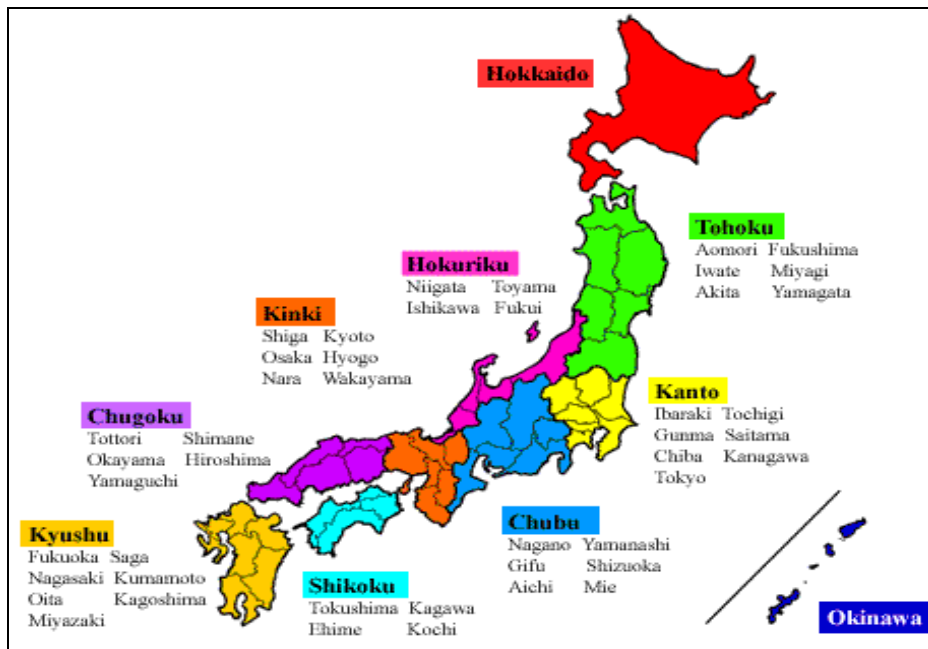 Hokkaido
Tohoku
Aomori Fukushima
Iwate Miyagi
Akita Yamagata
Hokuriku
Niigata Toyama
Ishikawa Fukui
Kinki
Shiga Kyoto
Osaka Hyogo
Nara Wakayama
Kanto
Ibaraki Tochigi
Gunma Saitama
Chiba Kanagawa
Tokyo
Chugoku
Tottori Shimane
Okayama Hiroshima
Yamaguchi
Chubu
Nagano Yamanashi
Gifu Shizuoka
Aichi Mie
Kyushu
Fukuoka Saga
Nagasaki Kumamoto
Oita Kagoshima
Miyazaki
Shikoku
Tokushima Kagawa
Ehime Kochi
Okinawa